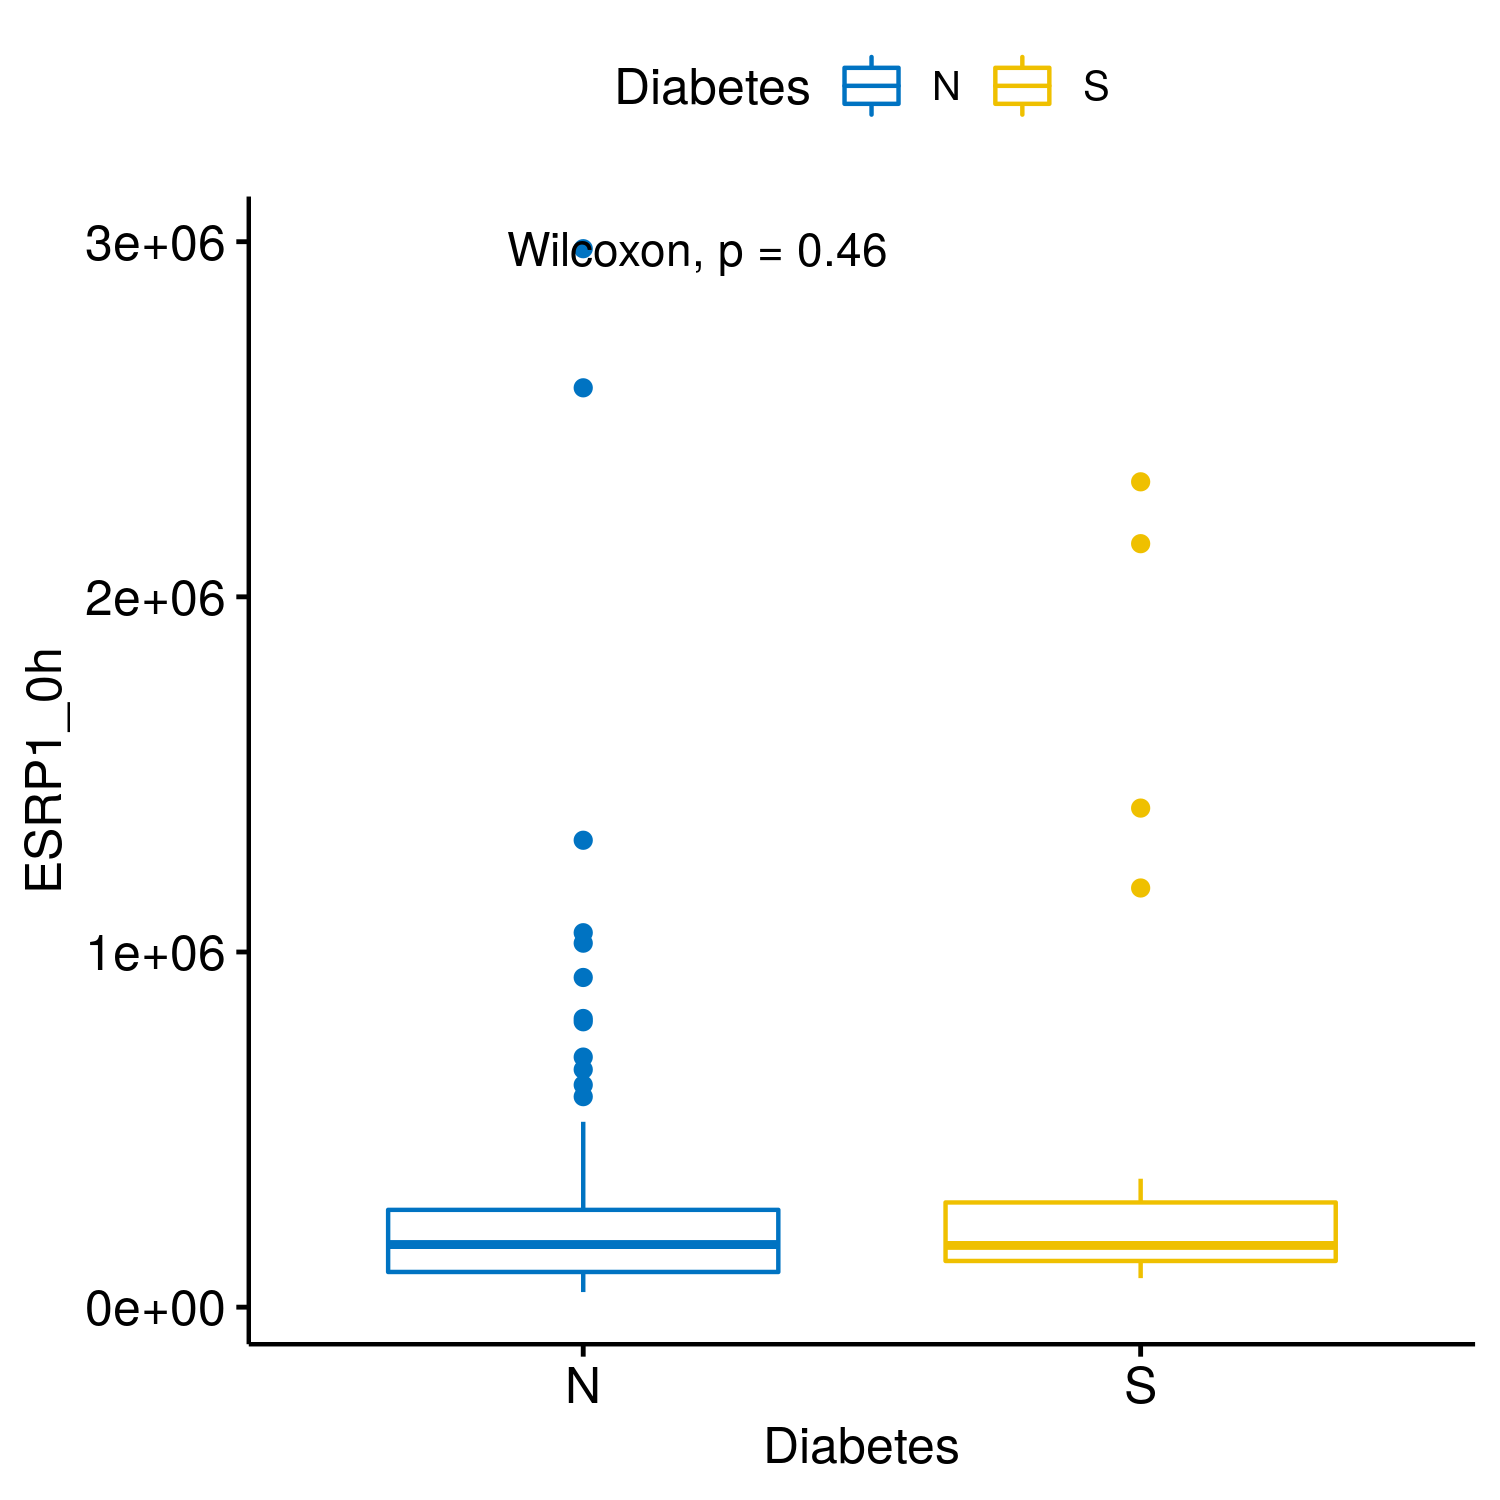 Diabetes N S
Wilcoxon, p = 0.46
3e+06
2e+06
1e+06
0e+00
ESRP1_0h
N S
Diabetes